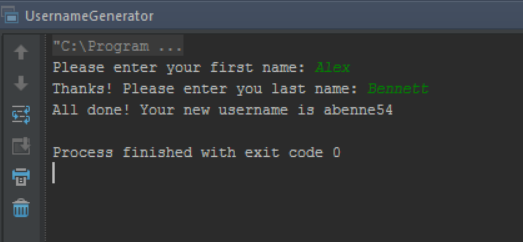 UsernameGenerator
"C:\Program ...
Please enter your first name: Alex
Thanks! Please enter you last name: Bennett
All done! Your new username is abenne54
Process finished with exit code 0